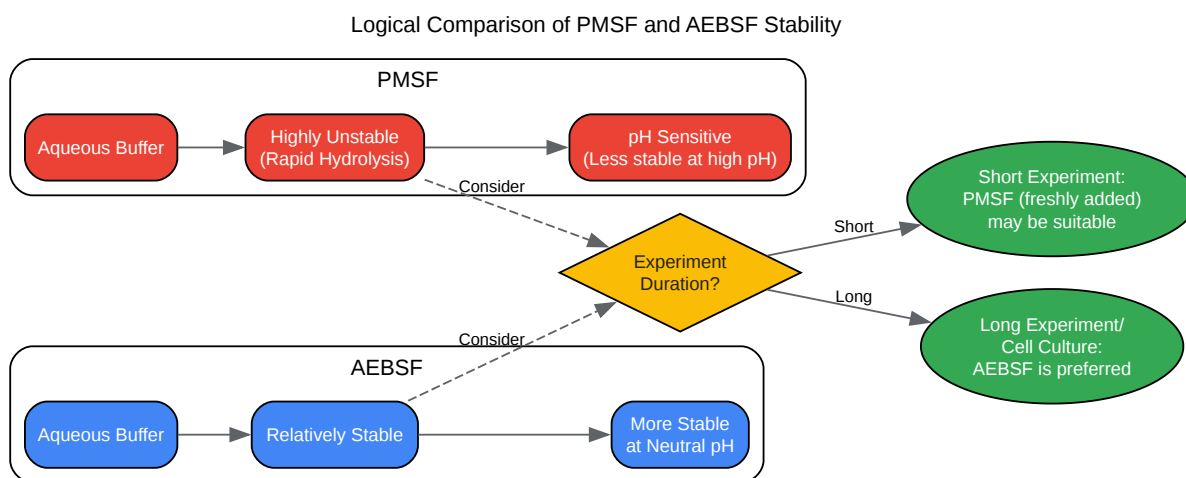 Logical Comparison of PMSF and AEBSF Stability
PMSF
Aqueous Buffer
Highly Unstable
(Rapid Hydrolysis)
pH Sensitive
(Less stable at high pH)
Consider
Experiment
Duration?
Short
Short Experiment:
PMSF (freshly added)
may be suitable
Long
Long Experiment/
Cell Culture:
AEBSF is preferred
Consider
AEBSF
Aqueous Buffer
Relatively Stable
More Stable
at Neutral pH